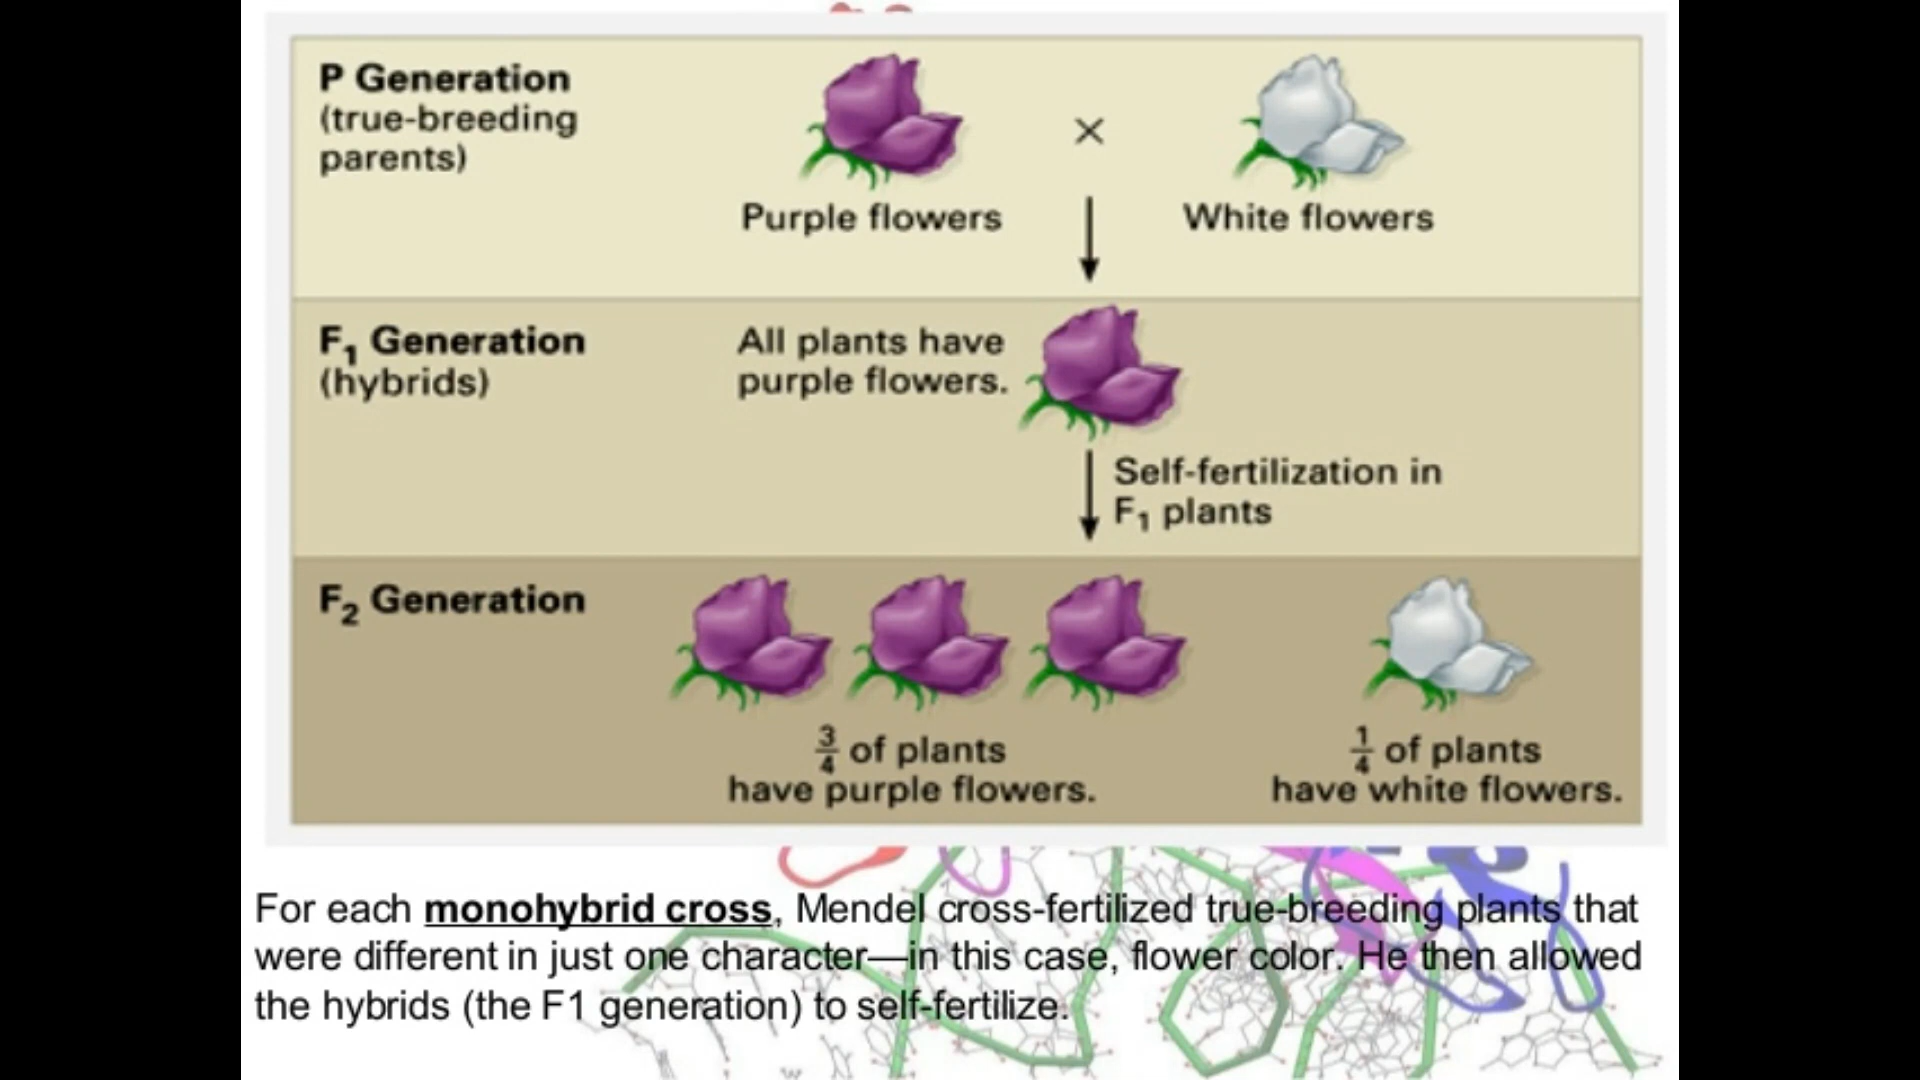 P Generation
(true-breeding
parents)
×
Purple flowers
White flowers
F₁ Generation
(hybrids)
All plants have
purple flowers.
Self-fertilization in
F₁ plants
F₂ Generation
3/4 of plants
have purple flowers.
1/4 of plants
have white flowers.
For each monohybrid cross, Mendel cross-fertilized true-breeding plants that
were different in just one character—in this case, flower color. He then allowed
the hybrids (the F1 generation) to self-fertilize.